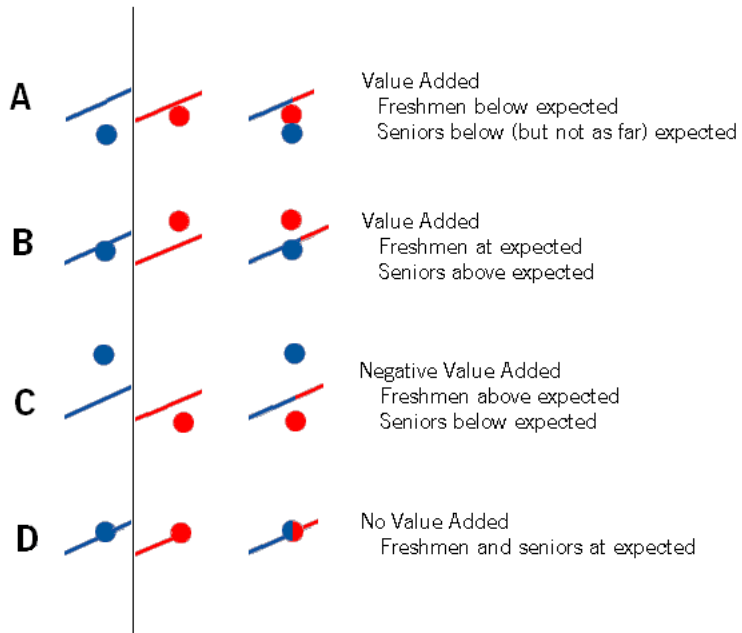 A
Value Added
Freshmen below expected
Seniors below (but not as far) expected
B
Value Added
Freshmen at expected
Seniors above expected
C
Negative Value Added
Freshmen above expected
Seniors below expected
D
No Value Added
Freshmen and seniors at expected